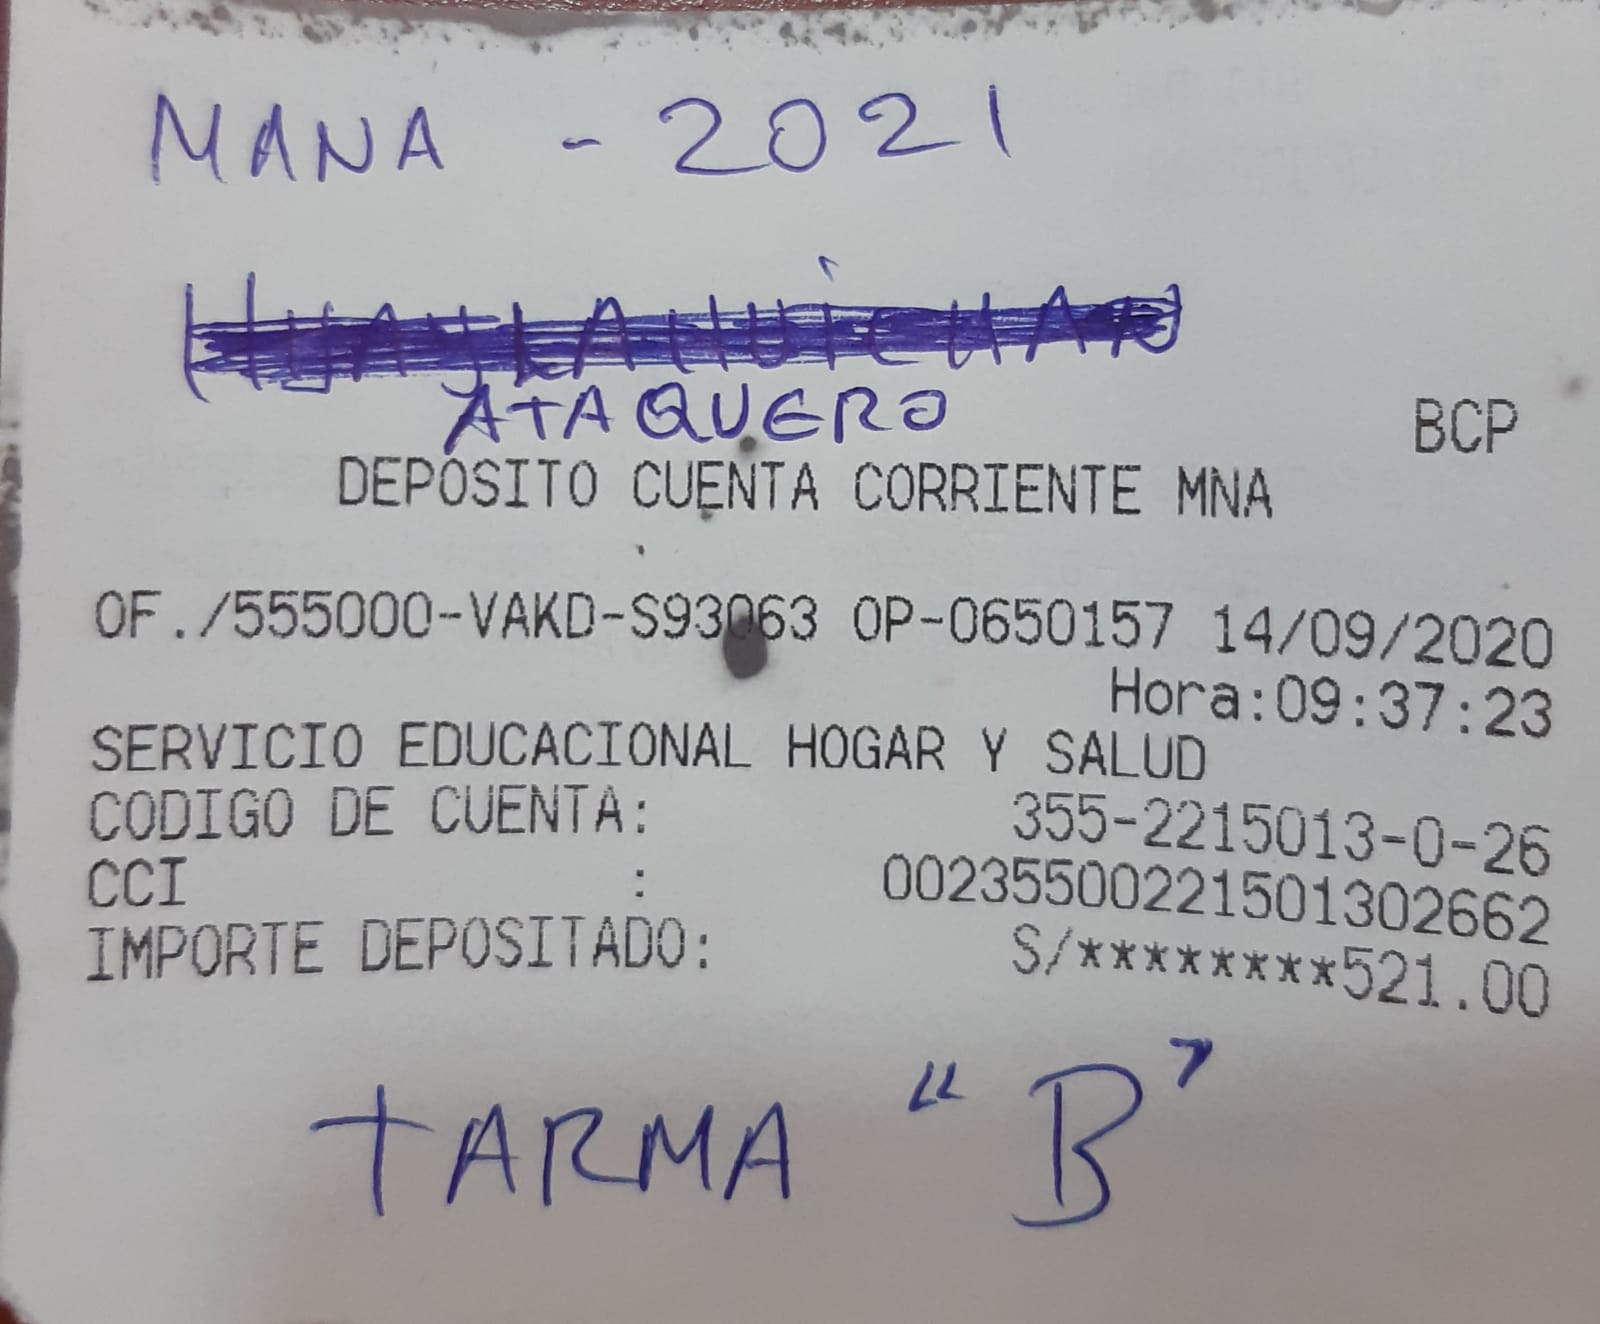 MANA - 2021
ATAQUERO
BCP
DEPOSITO CUENTA CORRIENTE MNA
OF./555000-VAKD-S93063 OP-0650157 14/09/2020
Hora:09:37:23
SERVICIO EDUCACIONAL HOGAR Y SALUD
CODIGO DE CUENTA: 355-2215013-0-26
CCI : 00235500221501302662
IMPORTE DEPOSITADO: S/********521.00
TARMA "B"